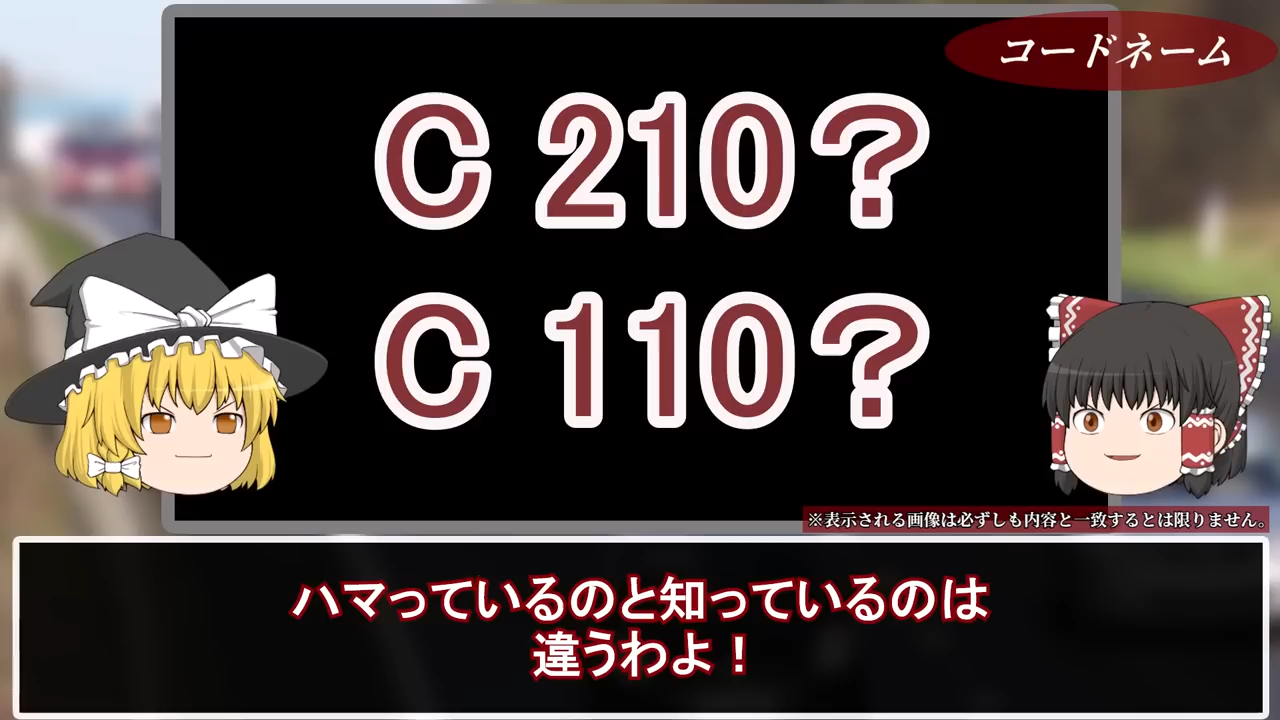 コードネーム
C 210？
C 110？
※表示される画像は必ずしも内容と一致するとは限りません。
ハマっているのと知っているのは
違うわよ！